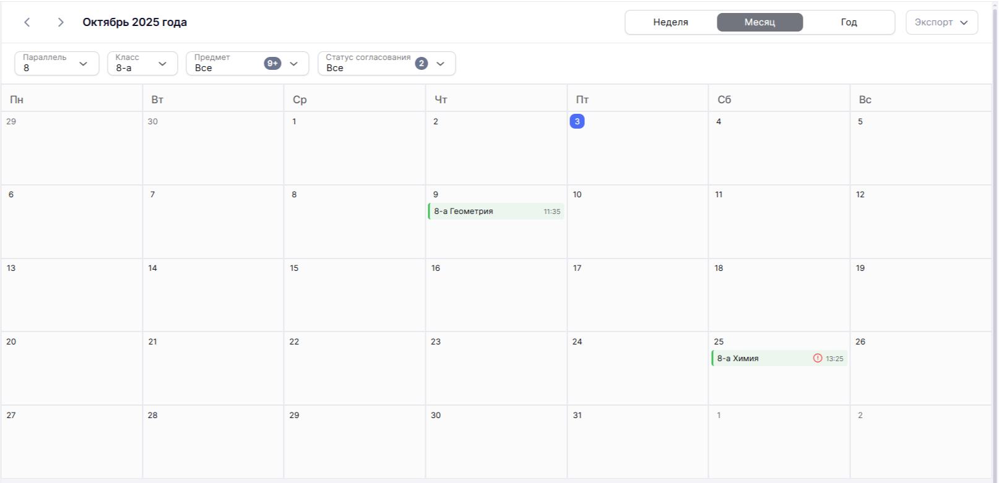 Октябрь 2025 года
Неделя Месяц Год Экспорт
Параллель Класс Предмет Статус согласования
8 8-а Все 9+ Все 2
Пн Вт Ср Чт Пт Сб Вс
29 30 1 2 3 4 5
6 7 8 9 10 11 12
8-а Геометрия 11:35
13 14 15 16 17 18 19
20 21 22 23 24 25 26
8-а Химия 13:25
27 28 29 30 31 1 2